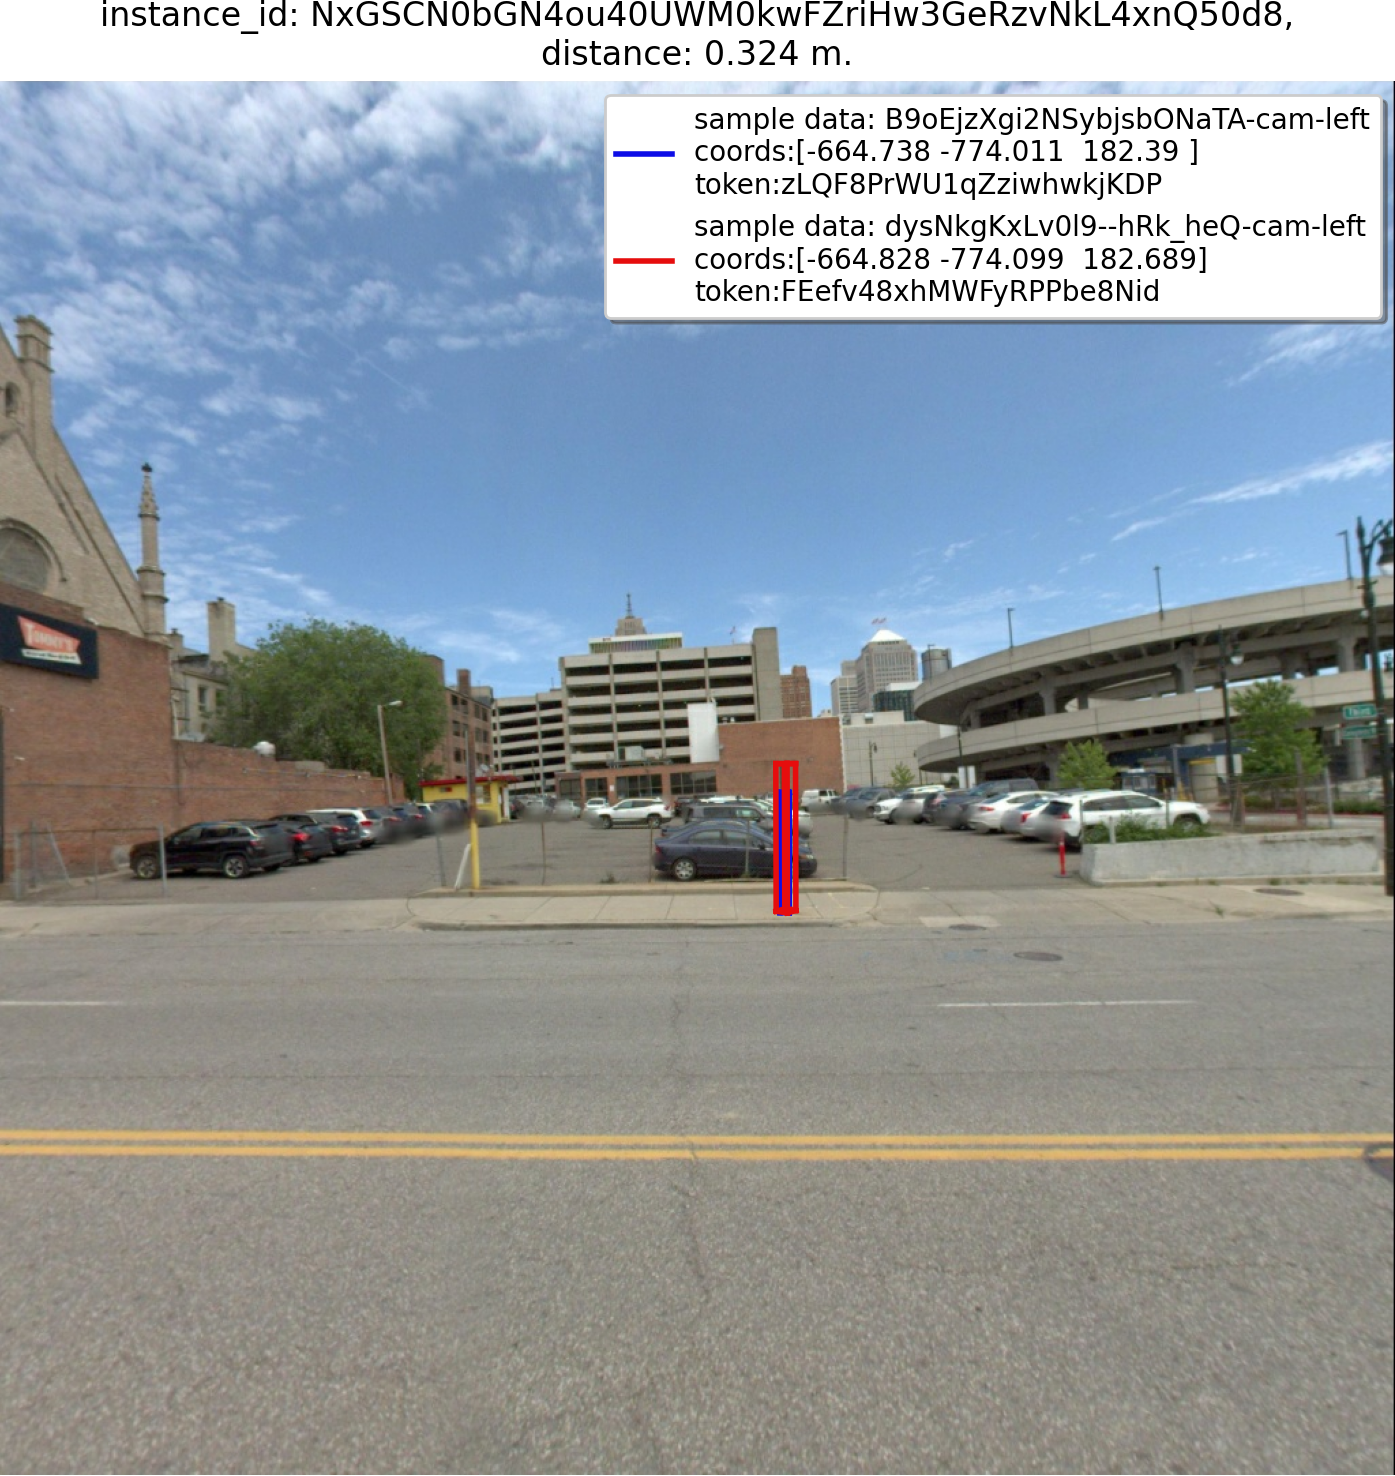 instance_id: NxGSCN0bGN4ou40UWM0kwFZriHw3GeRzvNkL4xnQ50d8,
distance: 0.324 m.
sample data: B9oEjzXgi2NSybjsbONaTA-cam-left
coords:[-664.738 -774.011  182.39 ]
token:zLQF8PrWU1qZziwhwkjKDP
sample data: dysNkgKxLv0l9--hRk_heQ-cam-left
coords:[-664.828 -774.099  182.689]
token:FEefv48xhMWFyRPPbe8Nid
TOMMY'S